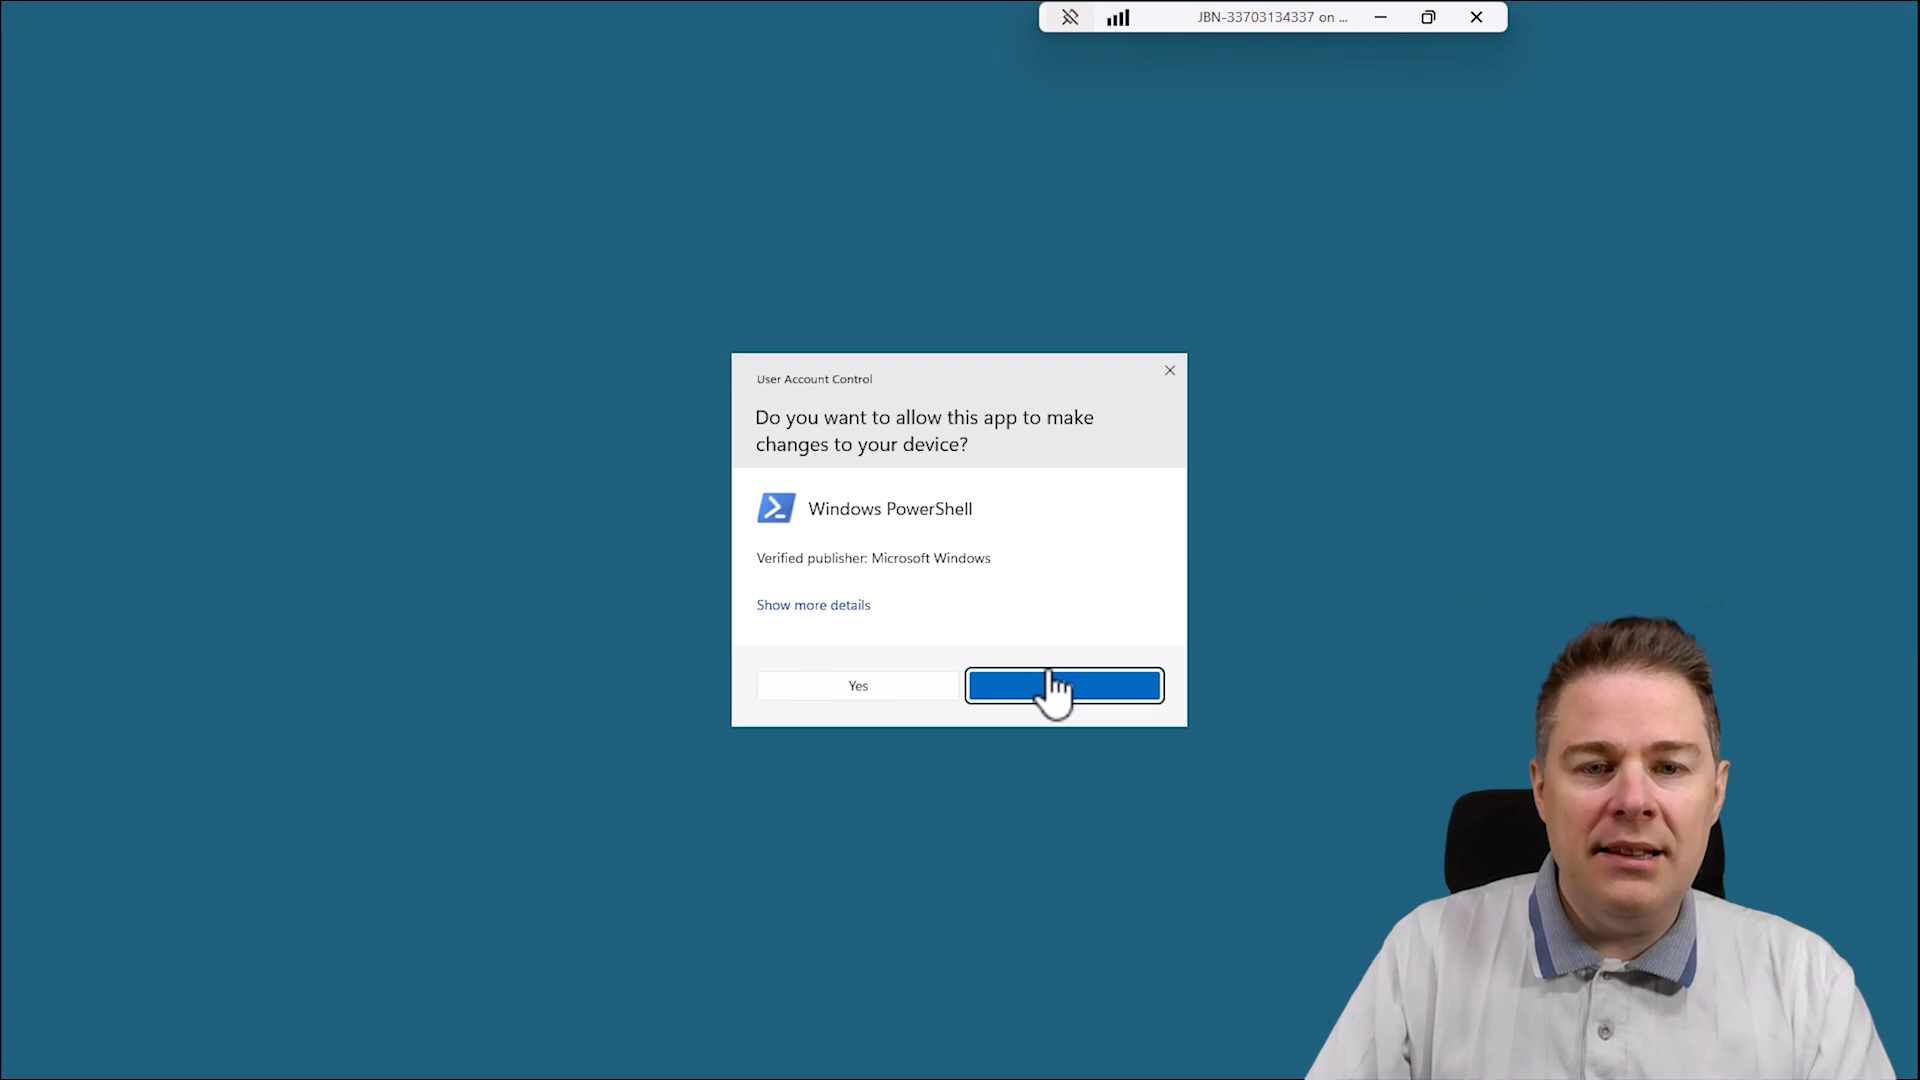 JBN-33703134337 on ...
User Account Control
Do you want to allow this app to make
changes to your device?
Windows PowerShell
Verified publisher: Microsoft Windows
Show more details
Yes